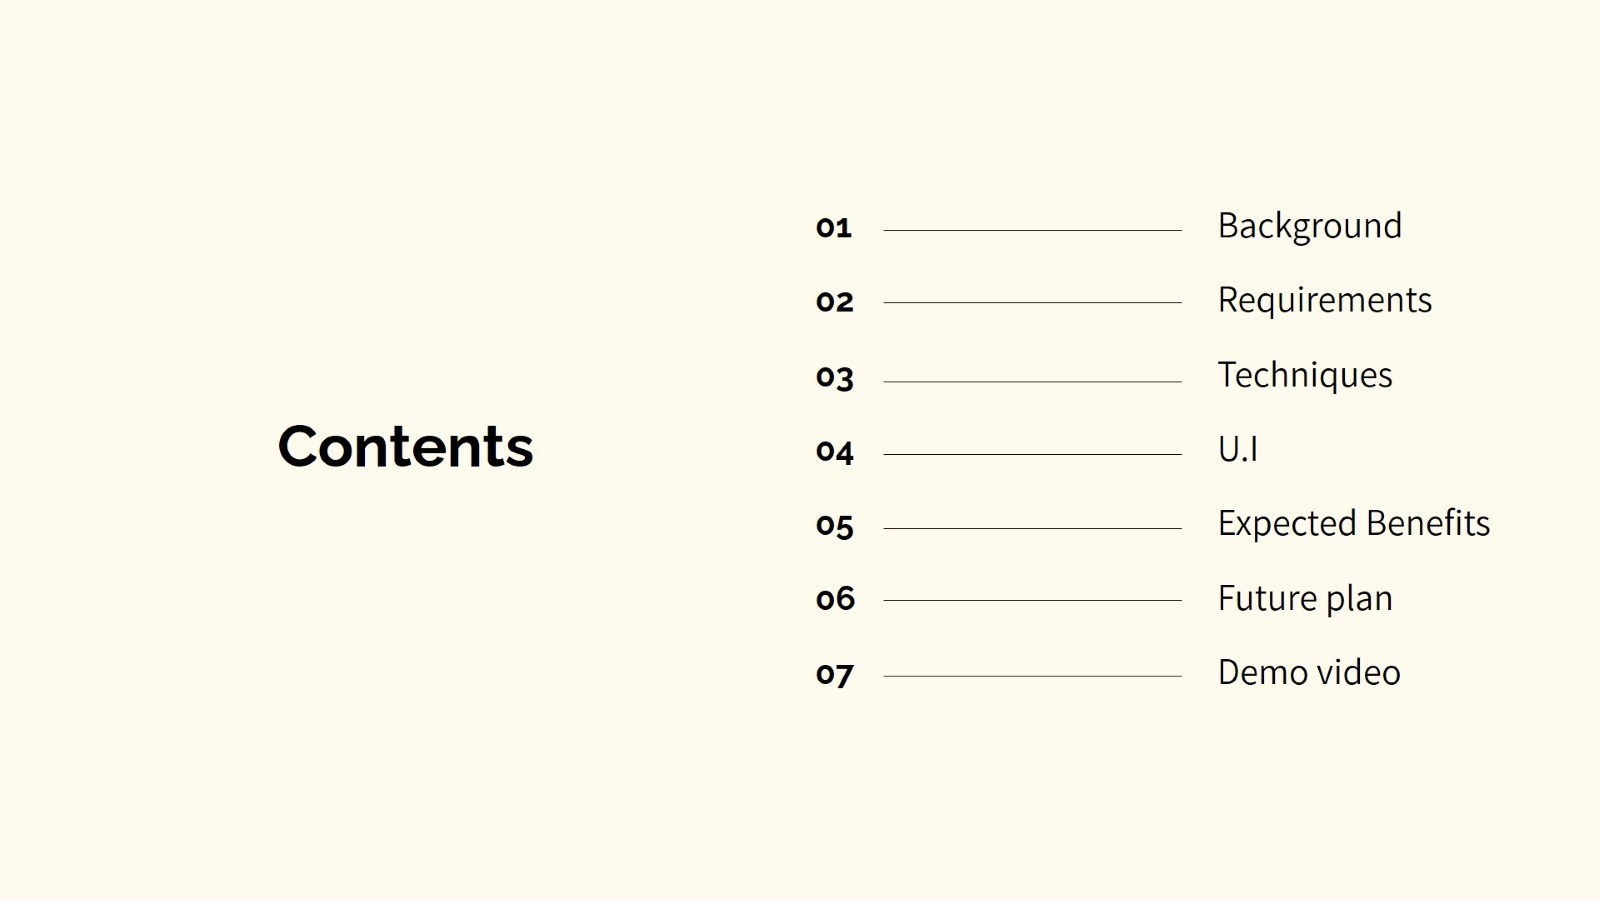 Contents
01 Background
02 Requirements
03 Techniques
04 U.I
05 Expected Benefits
06 Future plan
07 Demo video